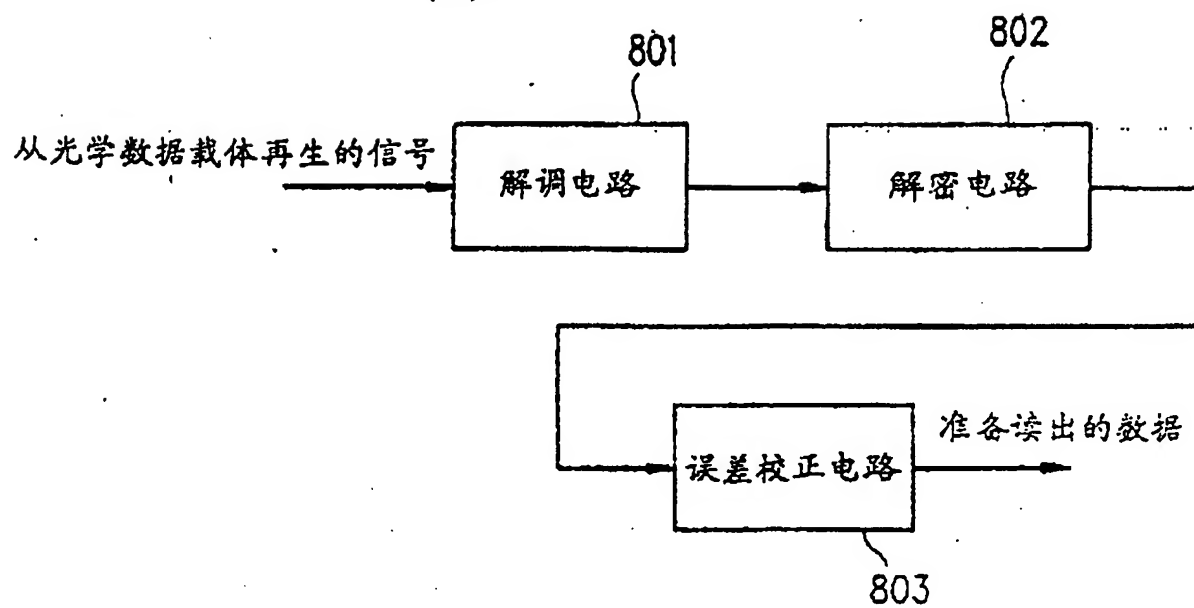 801
802
从光学数据载体再生的信号
解调电路
解密电路
误差校正电路
准备读出的数据
803